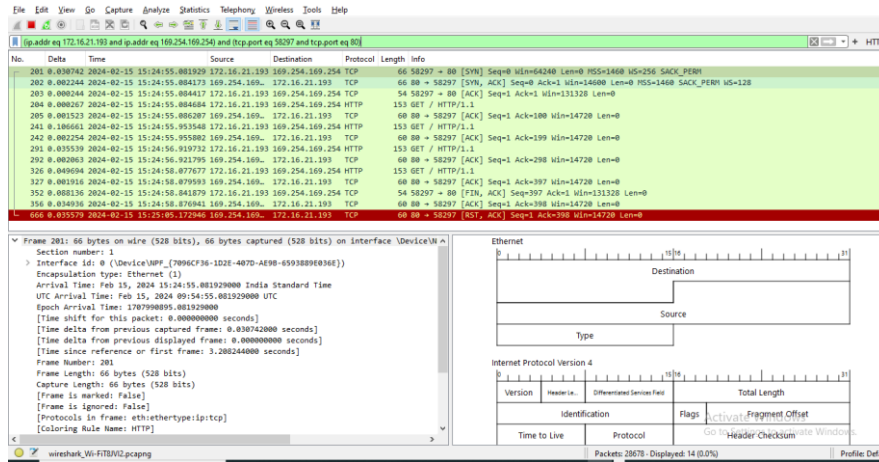 File Edit View Go Capture Analyze Statistics Telephony Wireless Tools Help
(ip.addr eq 172.16.21.193 and ip.addr eq 169.254.169.254) and (tcp.port eq 58297 and tcp.port eq 80)
HTT
No. Delta Time Source Destination Protocol Length Info
201 0.030742 2024-02-15 15:24:55.081929 172.16.21.193 169.254.169.254 TCP 66 58297 → 80 [SYN] Seq=0 Win=64240 Len=0 MSS=1460 WS=256 SACK_PERM
202 0.002244 2024-02-15 15:24:55.084173 169.254.169… 172.16.21.193 TCP 66 80 → 58297 [SYN, ACK] Seq=0 Ack=1 Win=14600 Len=0 MSS=1460 SACK_PERM WS=128
203 0.000244 2024-02-15 15:24:55.084417 172.16.21.193 169.254.169.254 TCP 54 58297 → 80 [ACK] Seq=1 Ack=1 Win=131328 Len=0
204 0.000267 2024-02-15 15:24:55.084684 172.16.21.193 169.254.169.254 HTTP 153 GET / HTTP/1.1
205 0.001523 2024-02-15 15:24:55.086207 169.254.169… 172.16.21.193 TCP 60 80 → 58297 [ACK] Seq=1 Ack=100 Win=14720 Len=0
241 0.106661 2024-02-15 15:24:55.953548 172.16.21.193 169.254.169.254 HTTP 153 GET / HTTP/1.1
242 0.002254 2024-02-15 15:24:55.955802 169.254.169… 172.16.21.193 TCP 60 80 → 58297 [ACK] Seq=1 Ack=199 Win=14720 Len=0
291 0.035539 2024-02-15 15:24:56.919732 172.16.21.193 169.254.169.254 HTTP 153 GET / HTTP/1.1
292 0.002063 2024-02-15 15:24:56.921795 169.254.169… 172.16.21.193 TCP 60 80 → 58297 [ACK] Seq=1 Ack=298 Win=14720 Len=0
326 0.049694 2024-02-15 15:24:58.077677 172.16.21.193 169.254.169.254 HTTP 153 GET / HTTP/1.1
327 0.001916 2024-02-15 15:24:58.079593 169.254.169… 172.16.21.193 TCP 60 80 → 58297 [ACK] Seq=1 Ack=397 Win=14720 Len=0
352 0.008136 2024-02-15 15:24:58.841879 172.16.21.193 169.254.169.254 TCP 54 58297 → 80 [FIN, ACK] Seq=397 Ack=1 Win=131328 Len=0
356 0.034936 2024-02-15 15:24:58.876941 169.254.169… 172.16.21.193 TCP 60 80 → 58297 [ACK] Seq=1 Ack=398 Win=14720 Len=0
666 0.035579 2024-02-15 15:25:05.172946 169.254.169… 172.16.21.193 TCP 60 80 → 58297 [RST, ACK] Seq=1 Ack=398 Win=14720 Len=0
Frame 201: 66 bytes on wire (528 bits), 66 bytes captured (528 bits) on interface \Device\N
Section number: 1
Interface id: 0 (\Device\NPF_{7096CF36-1D2E-407D-AE9B-6593889E036E})
Encapsulation type: Ethernet (1)
Arrival Time: Feb 15, 2024 15:24:55.081929000 India Standard Time
UTC Arrival Time: Feb 15, 2024 09:54:55.081929000 UTC
Epoch Arrival Time: 1707990895.081929000
[Time shift for this packet: 0.000000000 seconds]
[Time delta from previous captured frame: 0.030742000 seconds]
[Time delta from previous displayed frame: 0.000000000 seconds]
[Time since reference or first frame: 3.208244000 seconds]
Frame Number: 201
Frame Length: 66 bytes (528 bits)
Capture Length: 66 bytes (528 bits)
[Frame is marked: False]
[Frame is ignored: False]
[Protocols in frame: eth:ethertype:ip:tcp]
[Coloring Rule Name: HTTP]
Ethernet
0 15 16 31
Destination
Source
Type
Internet Protocol Version 4
0 15 16 31
Version Header Le… Differentiated Services Field Total Length
Identification Flags Fragment Offset
Time to Live Protocol Header Checksum
Activate Windows
Go to Settings to activate Windows.
wireshark_Wi-FiT8JVI2.pcapng
Packets: 28678 · Displayed: 14 (0.0%)
Profile: Def